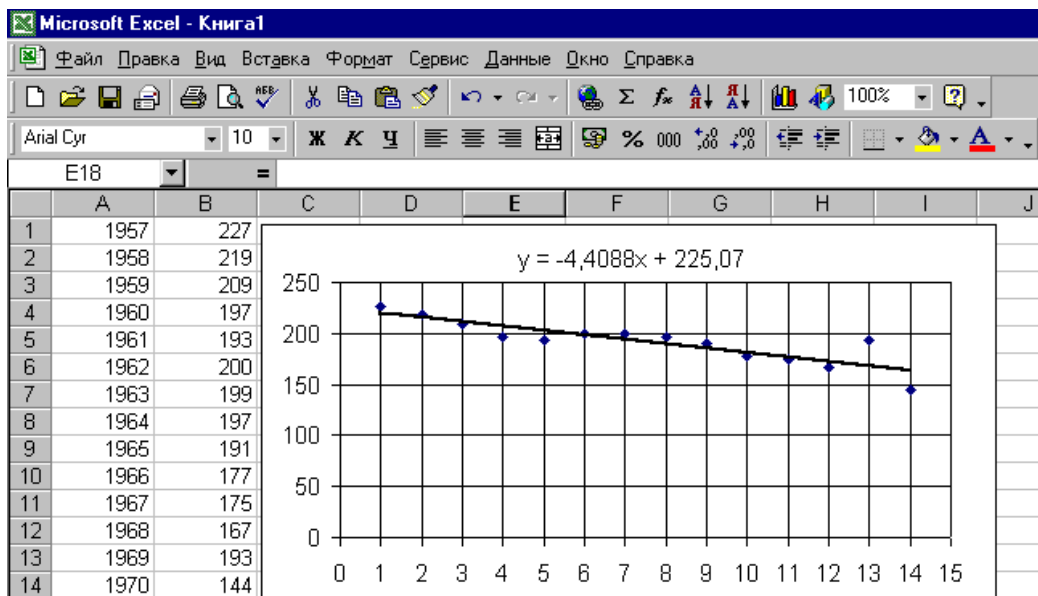 Microsoft Excel - Книга1
Файл Правка Вид Вставка Формат Сервис Данные Окно Справка
100%
Arial Cyr 10 Ж К Ч % 000
E18 =
A B C D E F G H I J
1 1957 227
2 1958 219
3 1959 209
4 1960 197
5 1961 193
6 1962 200
7 1963 199
8 1964 197
9 1965 191
10 1966 177
11 1967 175
12 1968 167
13 1969 193
14 1970 144
y = -4,4088x + 225,07
250
200
150
100
50
0
0 1 2 3 4 5 6 7 8 9 10 11 12 13 14 15